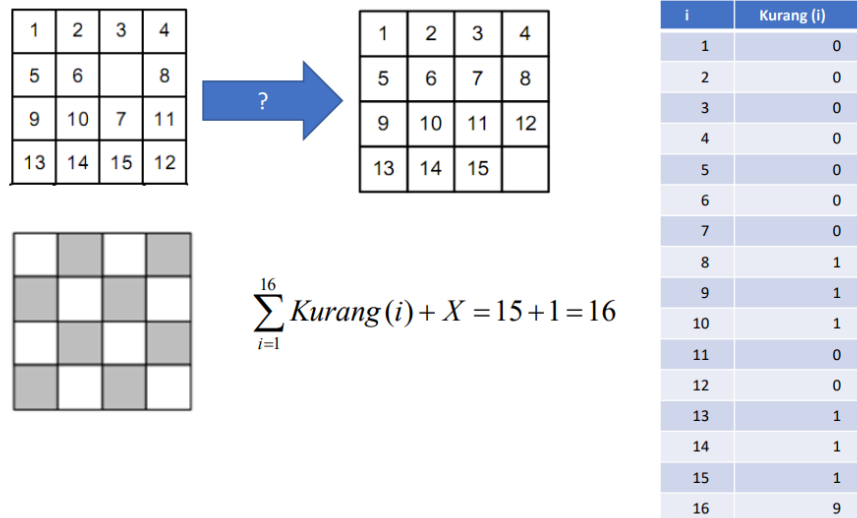 1 2 3 4
5 6 8
9 10 7 11
13 14 15 12
?
1 2 3 4
5 6 7 8
9 10 11 12
13 14 15
16
∑ Kurang (i) + X = 15 + 1 = 16
i=1
i Kurang (i)
1 0
2 0
3 0
4 0
5 0
6 0
7 0
8 1
9 1
10 1
11 0
12 0
13 1
14 1
15 1
16 9